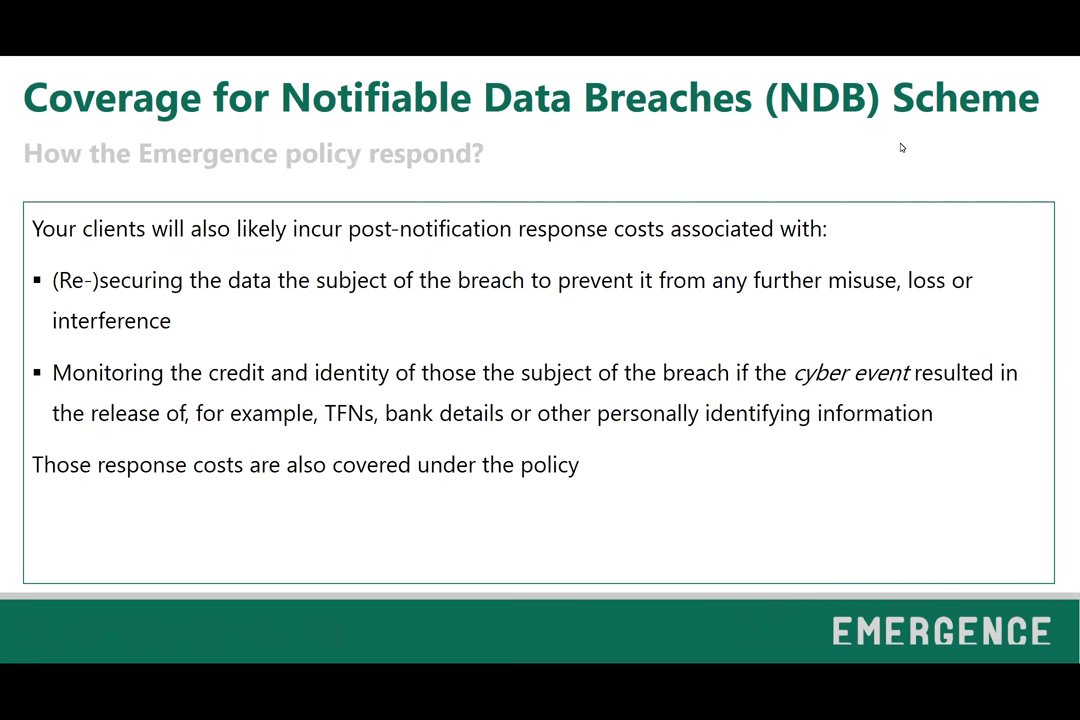 Coverage for Notifiable Data Breaches (NDB) Scheme
How the Emergence policy respond?
Your clients will also likely incur post-notification response costs associated with:
▪ (Re-)securing the data the subject of the breach to prevent it from any further misuse, loss or
interference
▪ Monitoring the credit and identity of those the subject of the breach if the cyber event resulted in
the release of, for example, TFNs, bank details or other personally identifying information
Those response costs are also covered under the policy
EMERGENCE